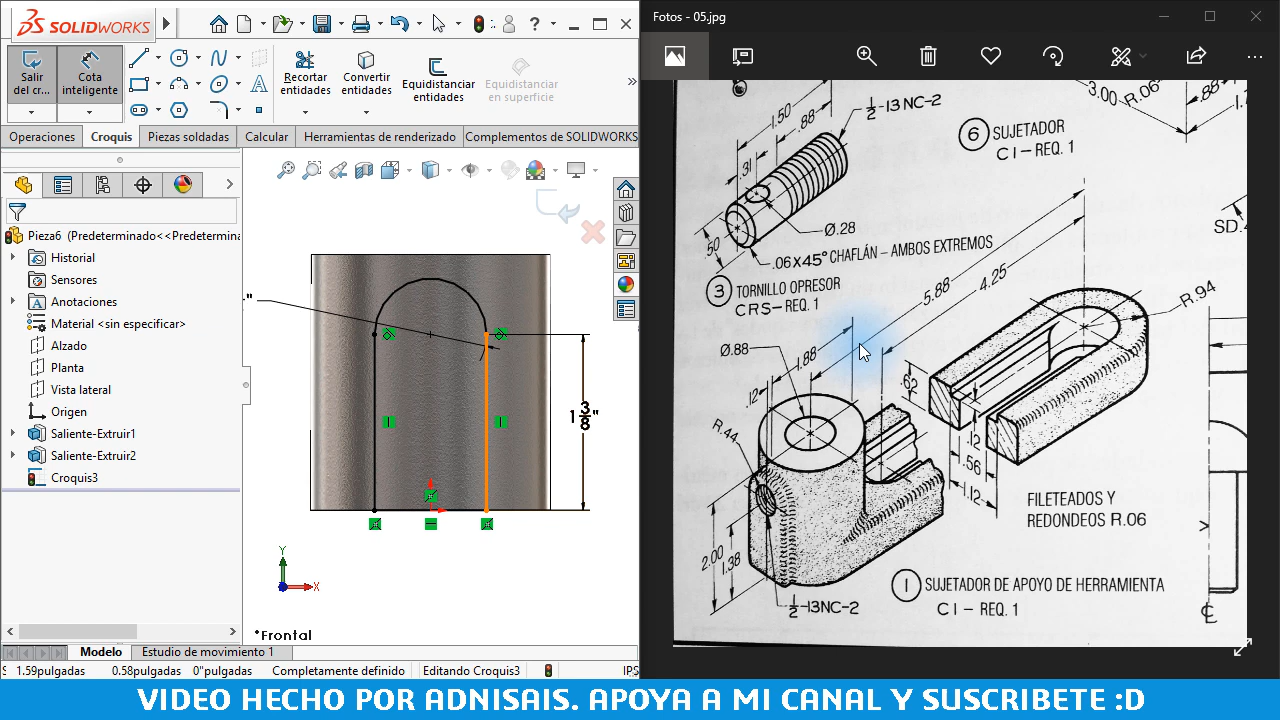 SOLIDWORKS
?
Salir
del cr...
Cota
inteligente
Recortar
entidades
Convertir
entidades
Equidistanciar
entidades
Equidistanciar
en superficie
»
Operaciones
Croquis
Piezas soldadas
Calcular
Herramientas de renderizado
Complementos de SOLIDWORKS
Pieza6 (Predeterminado<<Predetermina
Historial
Sensores
Anotaciones
Material <sin especificar>
Alzado
Planta
Vista lateral
Origen
Saliente-Extruir1
Saliente-Extruir2
Croquis3
"
1 3/8"
Y
X
*Frontal
Modelo
Estudio de movimiento 1
1.59pulgadas
0.58pulgadas
0"pulgadas
Completamente definido
Editando Croquis3
IPS
Fotos - 05.jpg
1.50
.88
.31
½-13 NC-2
6 SUJETADOR
CI-REQ. 1
3.00
R.06
.88
.50
Ø.28
.06X45° CHAFLÁN - AMBOS EXTREMOS
3 TORNILLO OPRESOR
CRS-REQ. 1
SD.
5.88
4.25
R.94
Ø.88
1.88
.12
.62
R.44
.12
.56
1.12
2.00
1.38
FILETEADOS Y
REDONDEOS R.06
½-13NC-2
1 SUJETADOR DE APOYO DE HERRAMIENTA
CI-REQ. 1
VIDEO HECHO POR ADNISAIS. APOYA A MI CANAL Y SUSCRIBETE :D